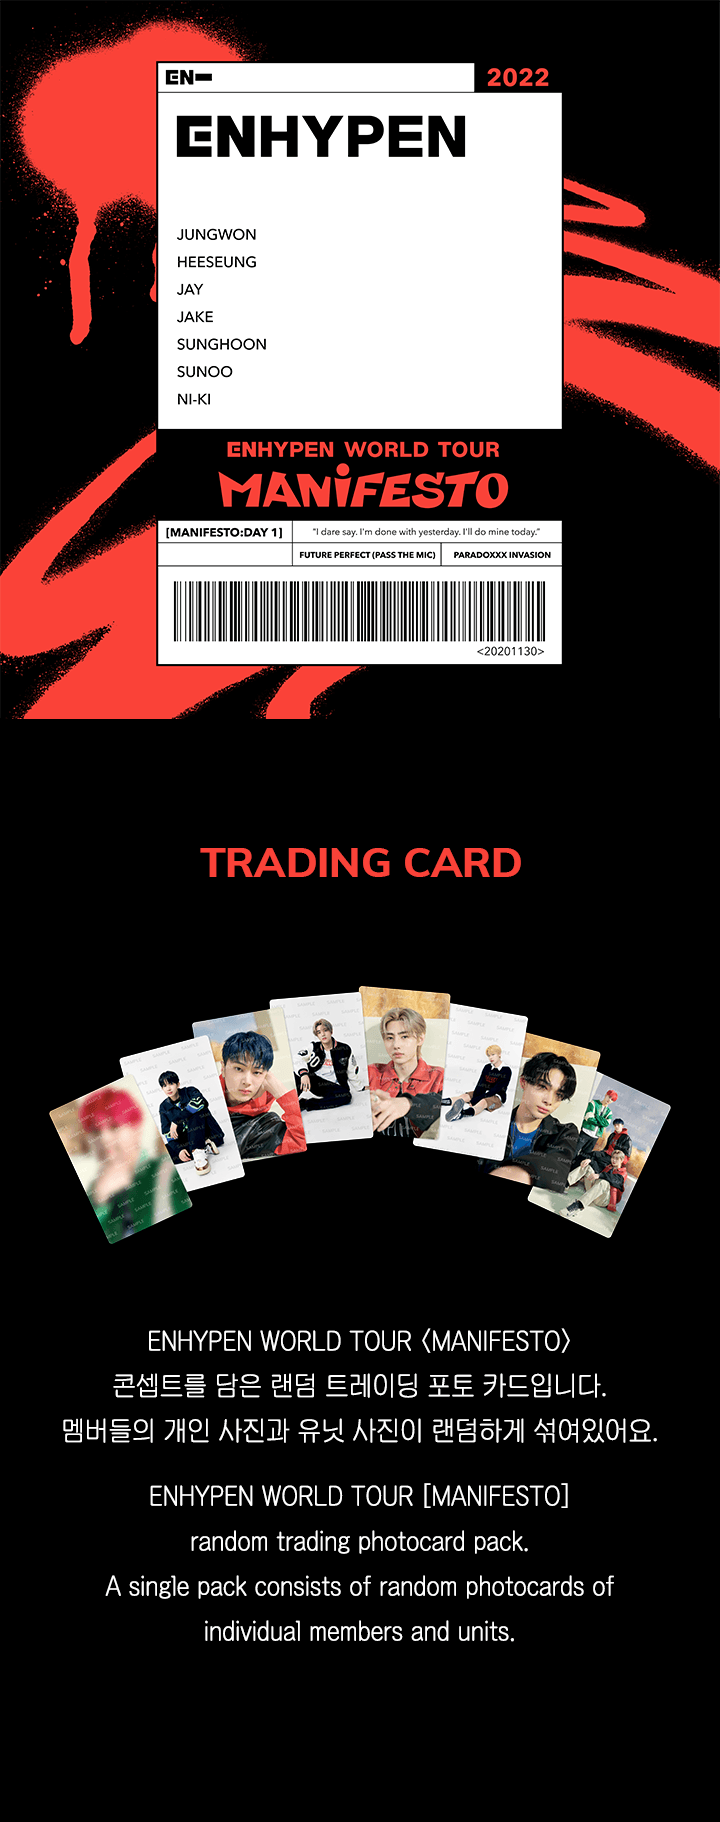 EN-
2022
ENHYPEN
JUNGWON
HEESEUNG
JAY
JAKE
SUNGHOON
SUNOO
NI-KI
ENHYPEN WORLD TOUR
MANiFESTO
[MANIFESTO:DAY 1]
"I dare say. I'm done with yesterday. I'll do mine today."
FUTURE PERFECT (PASS THE MIC)
PARADOXXX INVASION
<20201130>
TRADING CARD
SAMPLE
ENHYPEN WORLD TOUR 〈MANIFESTO〉
콘셉트를 담은 랜덤 트레이딩 포토 카드입니다.
멤버들의 개인 사진과 유닛 사진이 랜덤하게 섞여있어요.
ENHYPEN WORLD TOUR [MANIFESTO]
random trading photocard pack.
A single pack consists of random photocards of
individual members and units.